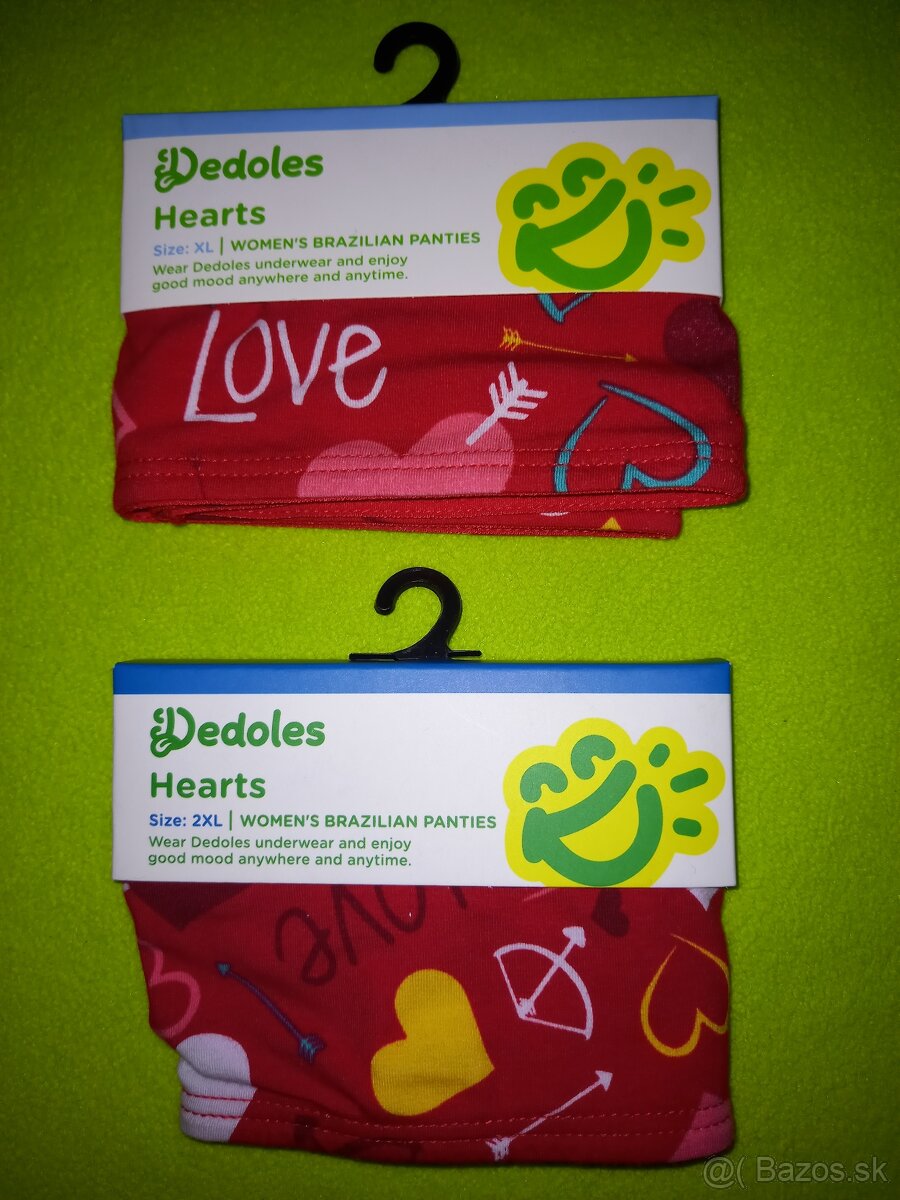 Dedoles
Hearts
Size: XL | WOMEN'S BRAZILIAN PANTIES
Wear Dedoles underwear and enjoy
good mood anywhere and anytime.
Love
Dedoles
Hearts
Size: 2XL | WOMEN'S BRAZILIAN PANTIES
Wear Dedoles underwear and enjoy
good mood anywhere and anytime.
Love
@( Bazos.sk